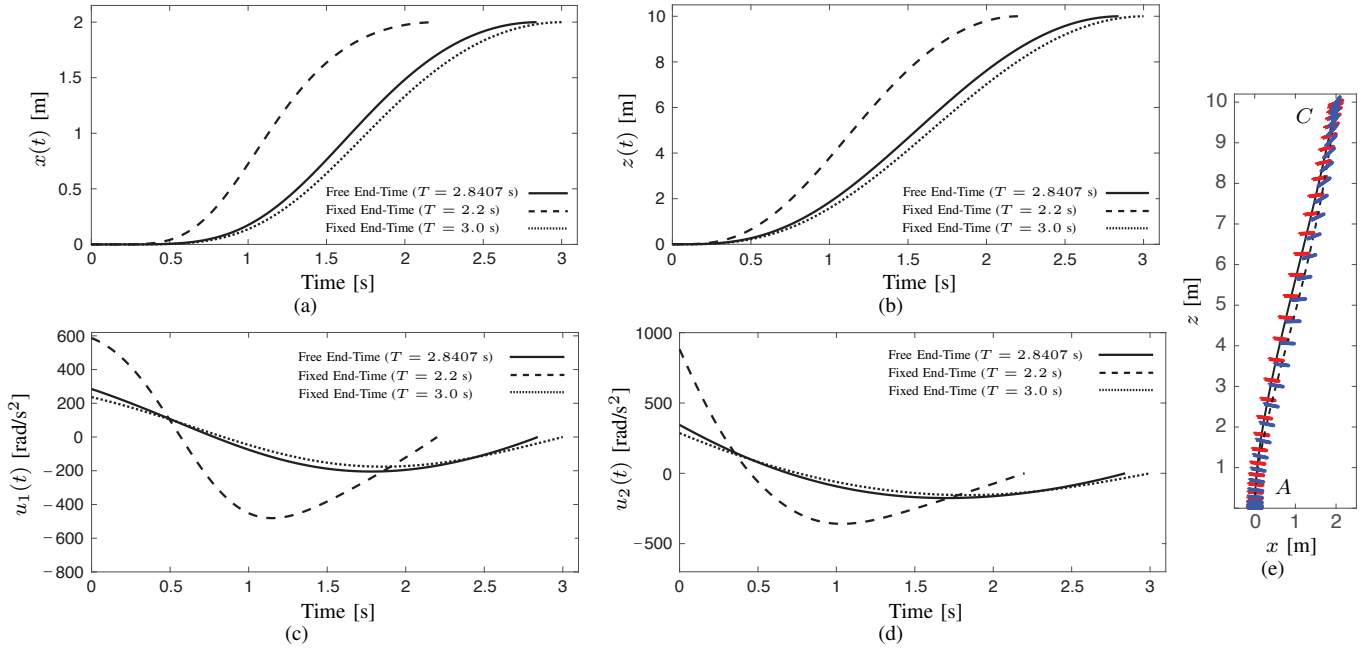 2
1.5
1
0.5
0
x(t) [m]
Free End-Time (T = 2.8407 s)
Fixed End-Time (T = 2.2 s)
Fixed End-Time (T = 3.0 s)
0 0.5 1 1.5 2 2.5 3
Time [s]
(a)
10
8
6
4
2
0
z(t) [m]
Free End-Time (T = 2.8407 s)
Fixed End-Time (T = 2.2 s)
Fixed End-Time (T = 3.0 s)
0 0.5 1 1.5 2 2.5 3
Time [s]
(b)
600
400
200
0
−200
−400
−600
−800
u₁(t) [rad/s²]
Free End-Time (T = 2.8407 s)
Fixed End-Time (T = 2.2 s)
Fixed End-Time (T = 3.0 s)
0 0.5 1 1.5 2 2.5 3
Time [s]
(c)
1000
500
0
−500
u₂(t) [rad/s²]
Free End-Time (T = 2.8407 s)
Fixed End-Time (T = 2.2 s)
Fixed End-Time (T = 3.0 s)
0 0.5 1 1.5 2 2.5 3
Time [s]
(d)
10
9
8
7
6
5
4
3
2
1
z [m]
C
A
0 1 2
x [m]
(e)